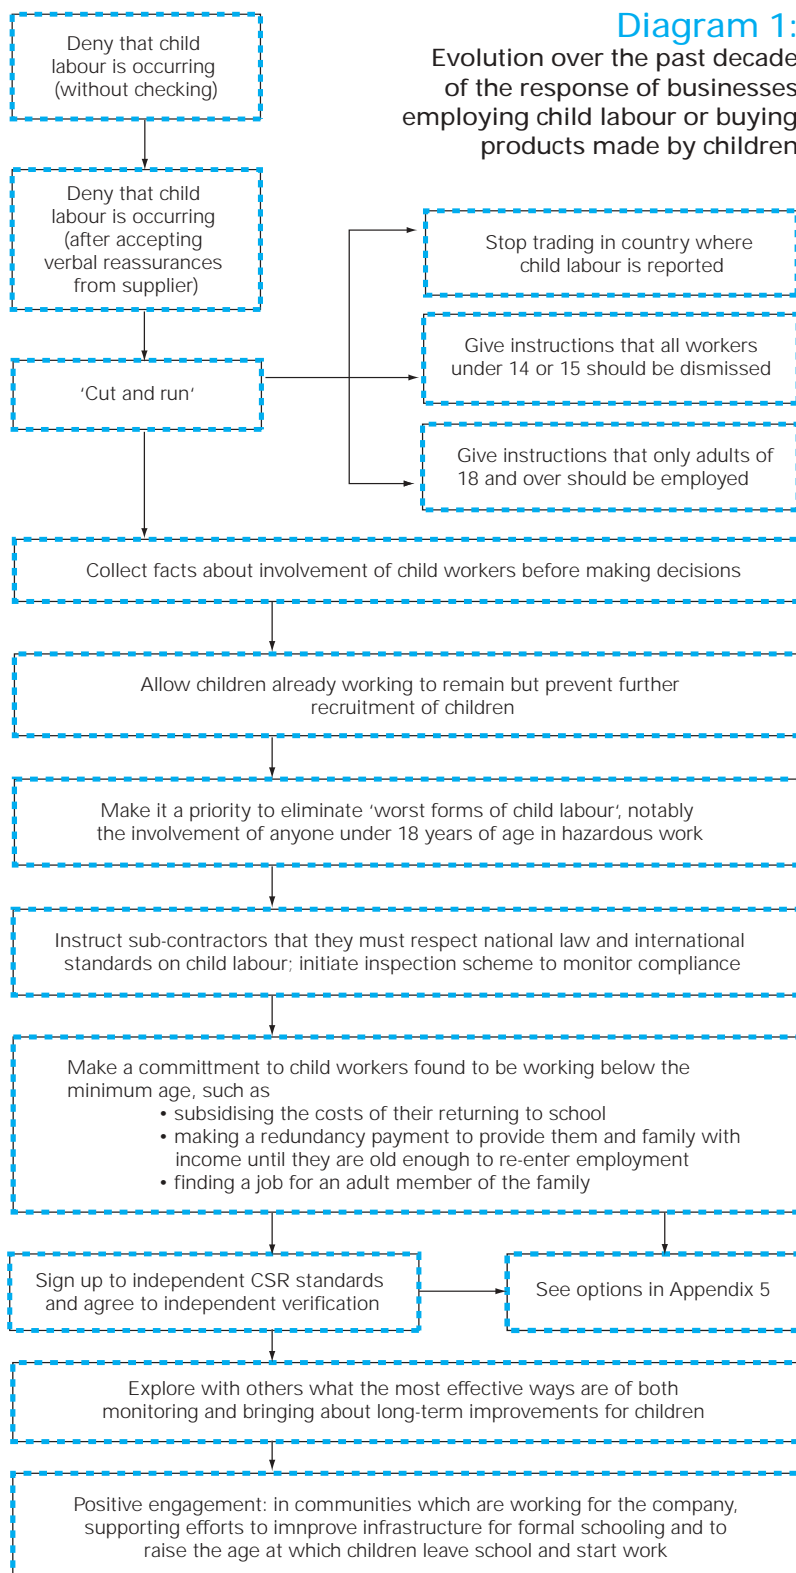 Diagram 1:
Evolution over the past decade
of the response of businesses
employing child labour or buying
products made by children
Deny that child
labour is occurring
(without checking)
Deny that child
labour is occurring
(after accepting
verbal reassurances
from supplier)
'Cut and run'
Stop trading in country where
child labour is reported
Give instructions that all workers
under 14 or 15 should be dismissed
Give instructions that only adults of
18 and over should be employed
Collect facts about involvement of child workers before making decisions
Allow children already working to remain but prevent further
recruitment of children
Make it a priority to eliminate 'worst forms of child labour', notably
the involvement of anyone under 18 years of age in hazardous work
Instruct sub-contractors that they must respect national law and international
standards on child labour; initiate inspection scheme to monitor compliance
Make a committment to child workers found to be working below the
minimum age, such as
• subsidising the costs of their returning to school
• making a redundancy payment to provide them and family with
income until they are old enough to re-enter employment
• finding a job for an adult member of the family
Sign up to independent CSR standards
and agree to independent verification
See options in Appendix 5
Explore with others what the most effective ways are of both
monitoring and bringing about long-term improvements for children
Positive engagement: in communities which are working for the company,
supporting efforts to imnprove infrastructure for formal schooling and to
raise the age at which children leave school and start work